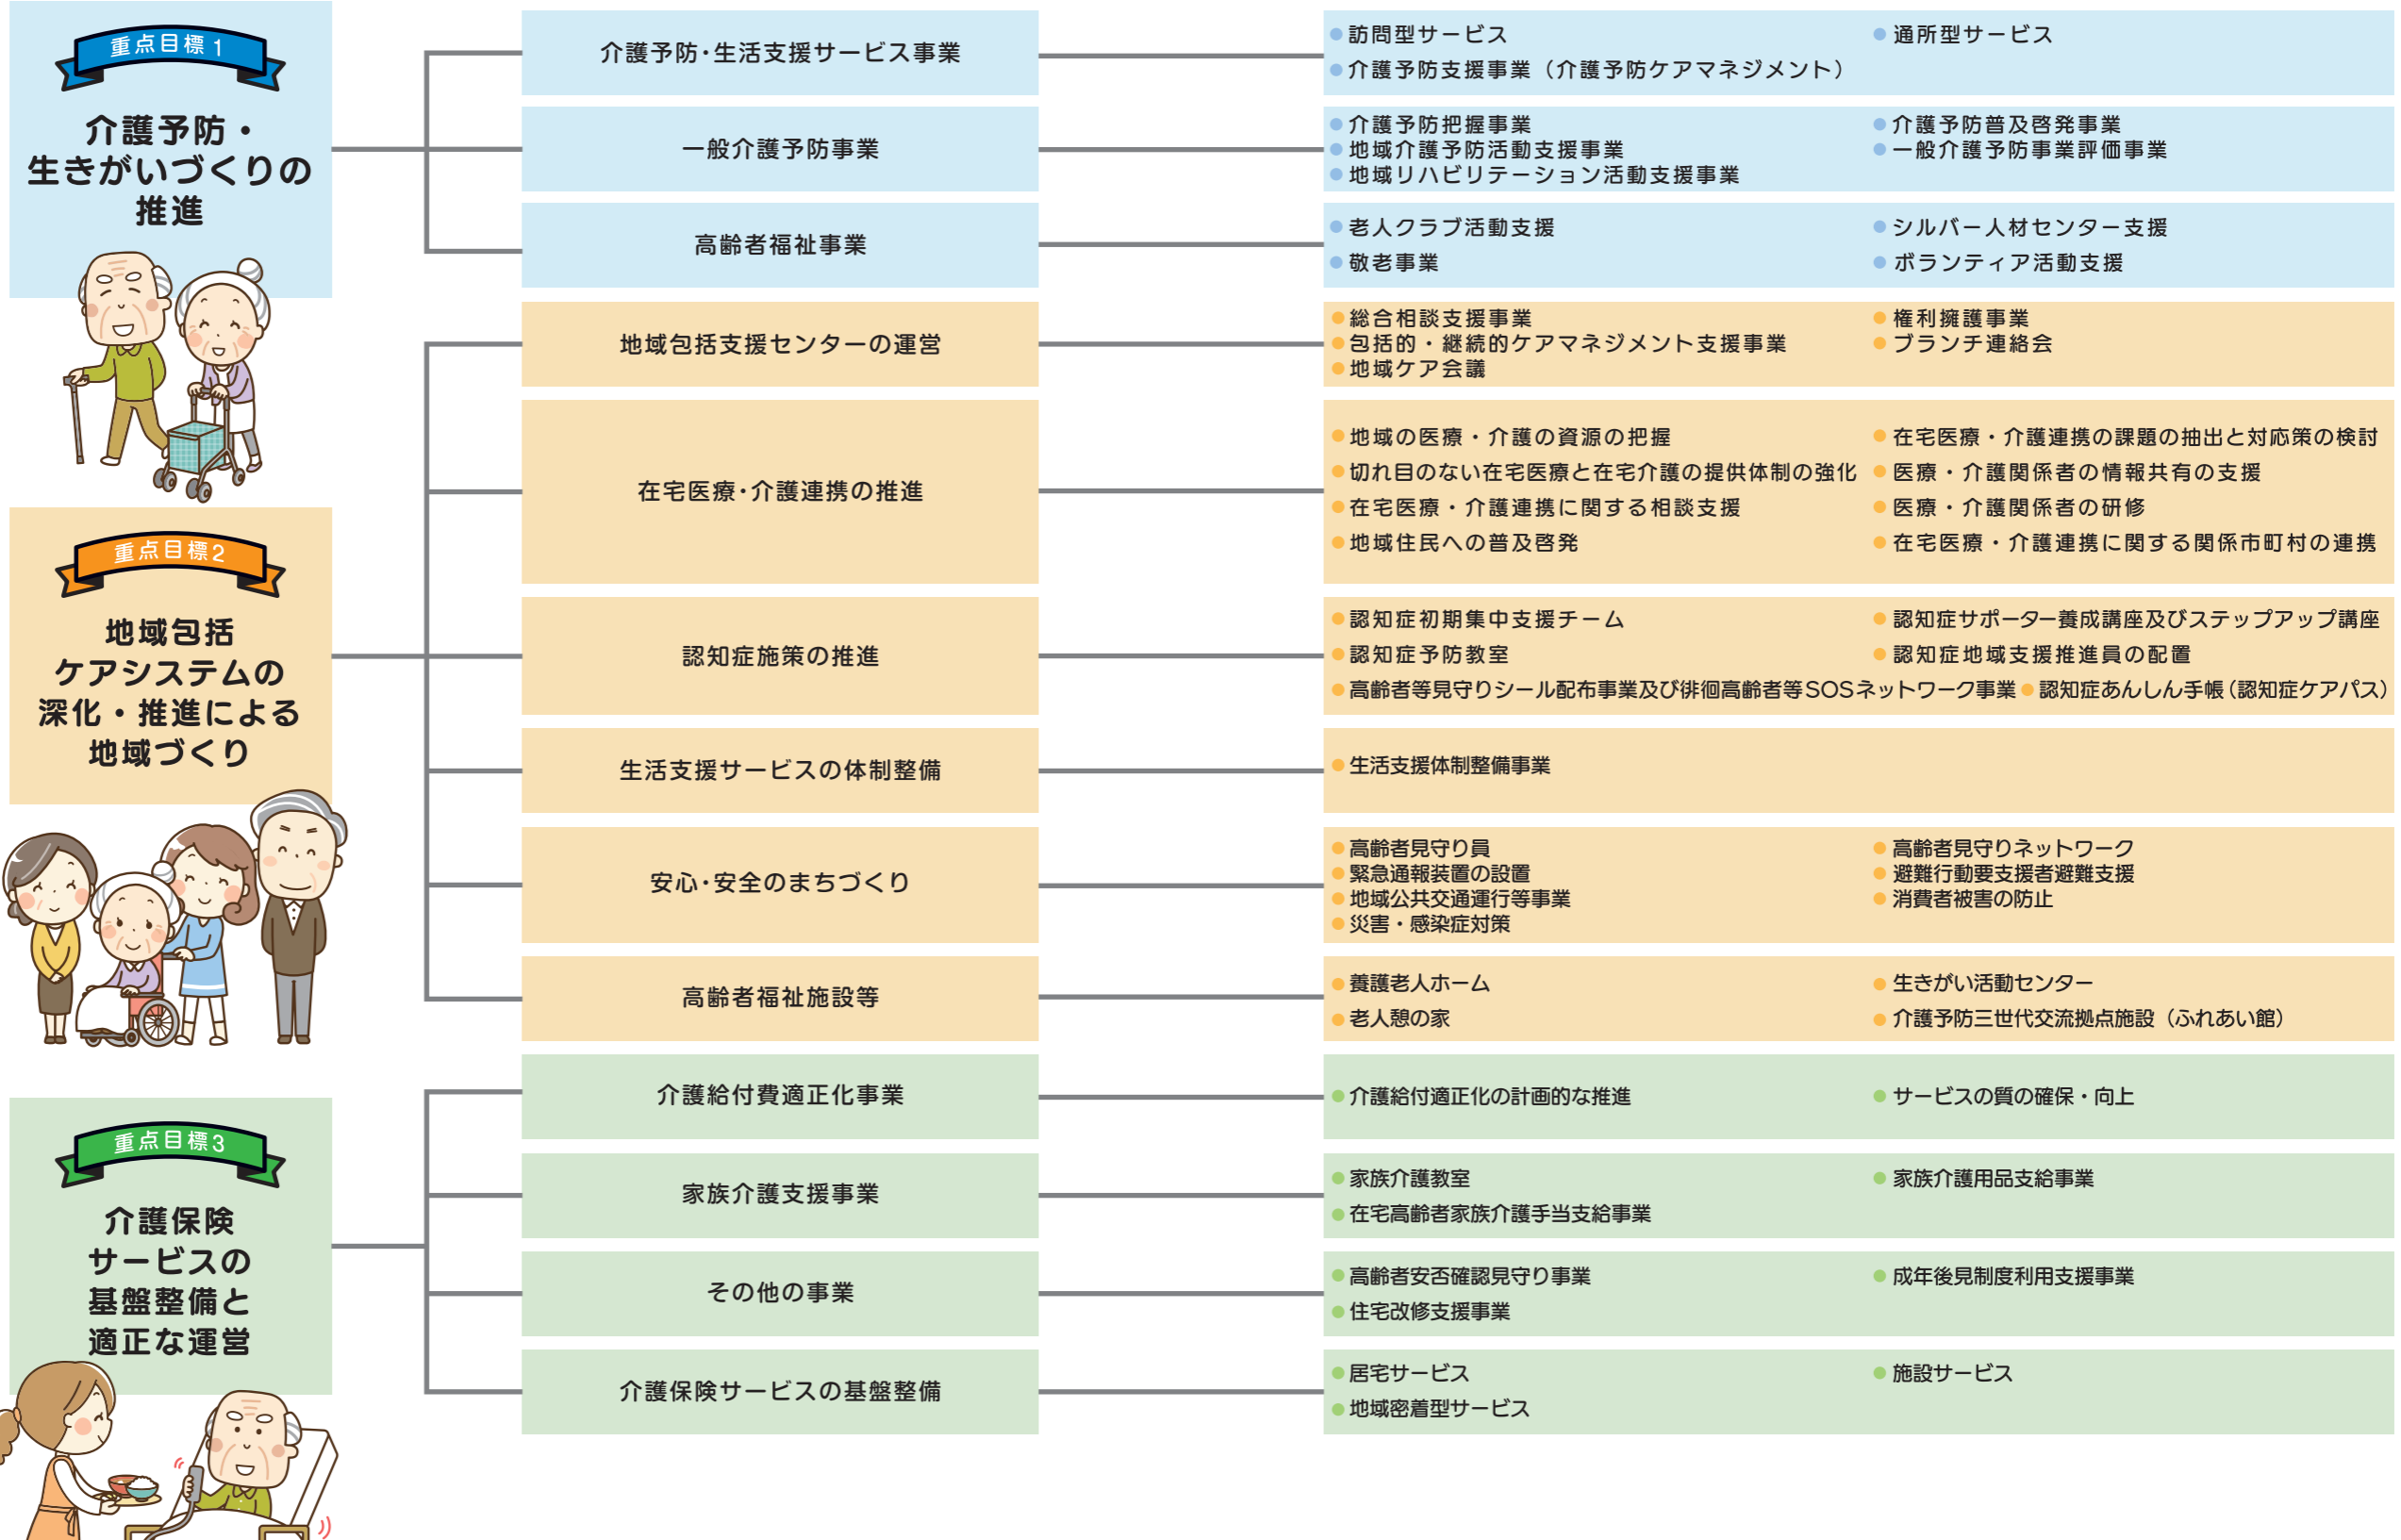 重点目標1
介護予防・
生きがいづくりの
推進
介護予防・生活支援サービス事業
●訪問型サービス ●通所型サービス
●介護予防支援事業（介護予防ケアマネジメント）
一般介護予防事業
●介護予防把握事業 ●介護予防普及啓発事業
●地域介護予防活動支援事業 ●一般介護予防事業評価事業
●地域リハビリテーション活動支援事業
高齢者福祉事業
●老人クラブ活動支援 ●シルバー人材センター支援
●敬老事業 ●ボランティア活動支援
重点目標2
地域包括
ケアシステムの
深化・推進による
地域づくり
地域包括支援センターの運営
●総合相談支援事業 ●権利擁護事業
●包括的・継続的ケアマネジメント支援事業 ●ブランチ連絡会
●地域ケア会議
在宅医療・介護連携の推進
●地域の医療・介護の資源の把握 ●在宅医療・介護連携の課題の抽出と対応策の検討
●切れ目のない在宅医療と在宅介護の提供体制の強化 ●医療・介護関係者の情報共有の支援
●在宅医療・介護連携に関する相談支援 ●医療・介護関係者の研修
●地域住民への普及啓発 ●在宅医療・介護連携に関する関係市町村の連携
認知症施策の推進
●認知症初期集中支援チーム ●認知症サポーター養成講座及びステップアップ講座
●認知症予防教室 ●認知症地域支援推進員の配置
●高齢者等見守りシール配布事業及び徘徊高齢者等SOSネットワーク事業 ●認知症あんしん手帳（認知症ケアパス）
生活支援サービスの体制整備
●生活支援体制整備事業
安心・安全のまちづくり
●高齢者見守り員 ●高齢者見守りネットワーク
●緊急通報装置の設置 ●避難行動要支援者避難支援
●地域公共交通運行等事業 ●消費者被害の防止
●災害・感染症対策
高齢者福祉施設等
●養護老人ホーム ●生きがい活動センター
●老人憩の家 ●介護予防三世代交流拠点施設（ふれあい館）
重点目標3
介護保険
サービスの
基盤整備と
適正な運営
介護給付費適正化事業
●介護給付適正化の計画的な推進 ●サービスの質の確保・向上
家族介護支援事業
●家族介護教室 ●家族介護用品支給事業
●在宅高齢者家族介護手当支給事業
その他の事業
●高齢者安否確認見守り事業 ●成年後見制度利用支援事業
●住宅改修支援事業
介護保険サービスの基盤整備
●居宅サービス ●施設サービス
●地域密着型サービス